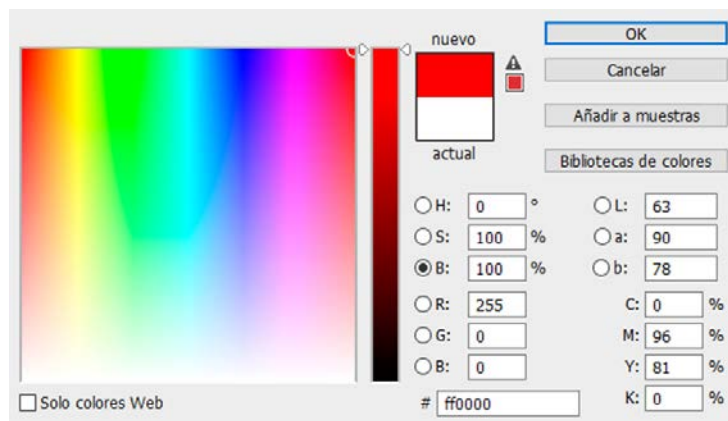 nuevo
actual
OK
Cancelar
Añadir a muestras
Bibliotecas de colores
H: 0 °
S: 100 %
B: 100 %
R: 255
G: 0
B: 0
# ff0000
L: 63
a: 90
b: 78
C: 0 %
M: 96 %
Y: 81 %
K: 0 %
Solo colores Web